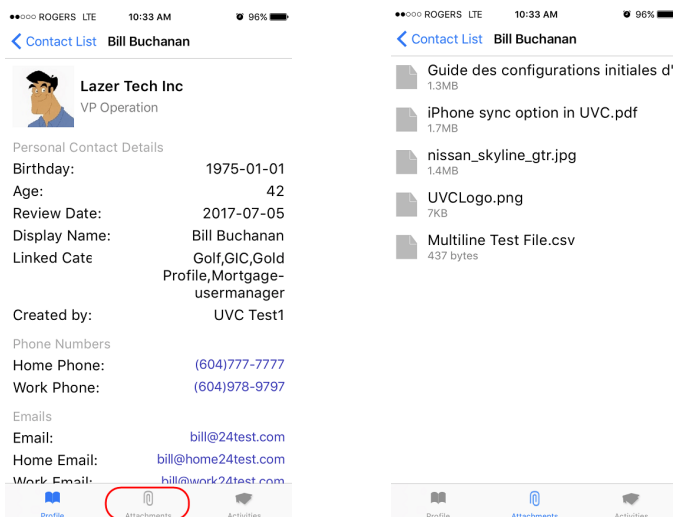 ROGERS LTE 10:33 AM 96%
Contact List Bill Buchanan
Lazer Tech Inc
VP Operation
Personal Contact Details
Birthday: 1975-01-01
Age: 42
Review Date: 2017-07-05
Display Name: Bill Buchanan
Linked Cate Golf,GIC,Gold
Profile,Mortgage-
usermanager
Created by: UVC Test1
Phone Numbers
Home Phone: (604)777-7777
Work Phone: (604)978-9797
Emails
Email: bill@24test.com
Home Email: bill@home24test.com
Work Email: bill@work24test.com
Profile Attachments Activities
ROGERS LTE 10:33 AM 96%
Contact List Bill Buchanan
Guide des configurations initiales d'
1.3MB
iPhone sync option in UVC.pdf
1.7MB
nissan_skyline_gtr.jpg
1.4MB
UVCLogo.png
7KB
Multiline Test File.csv
437 bytes
Profile Attachments Activities